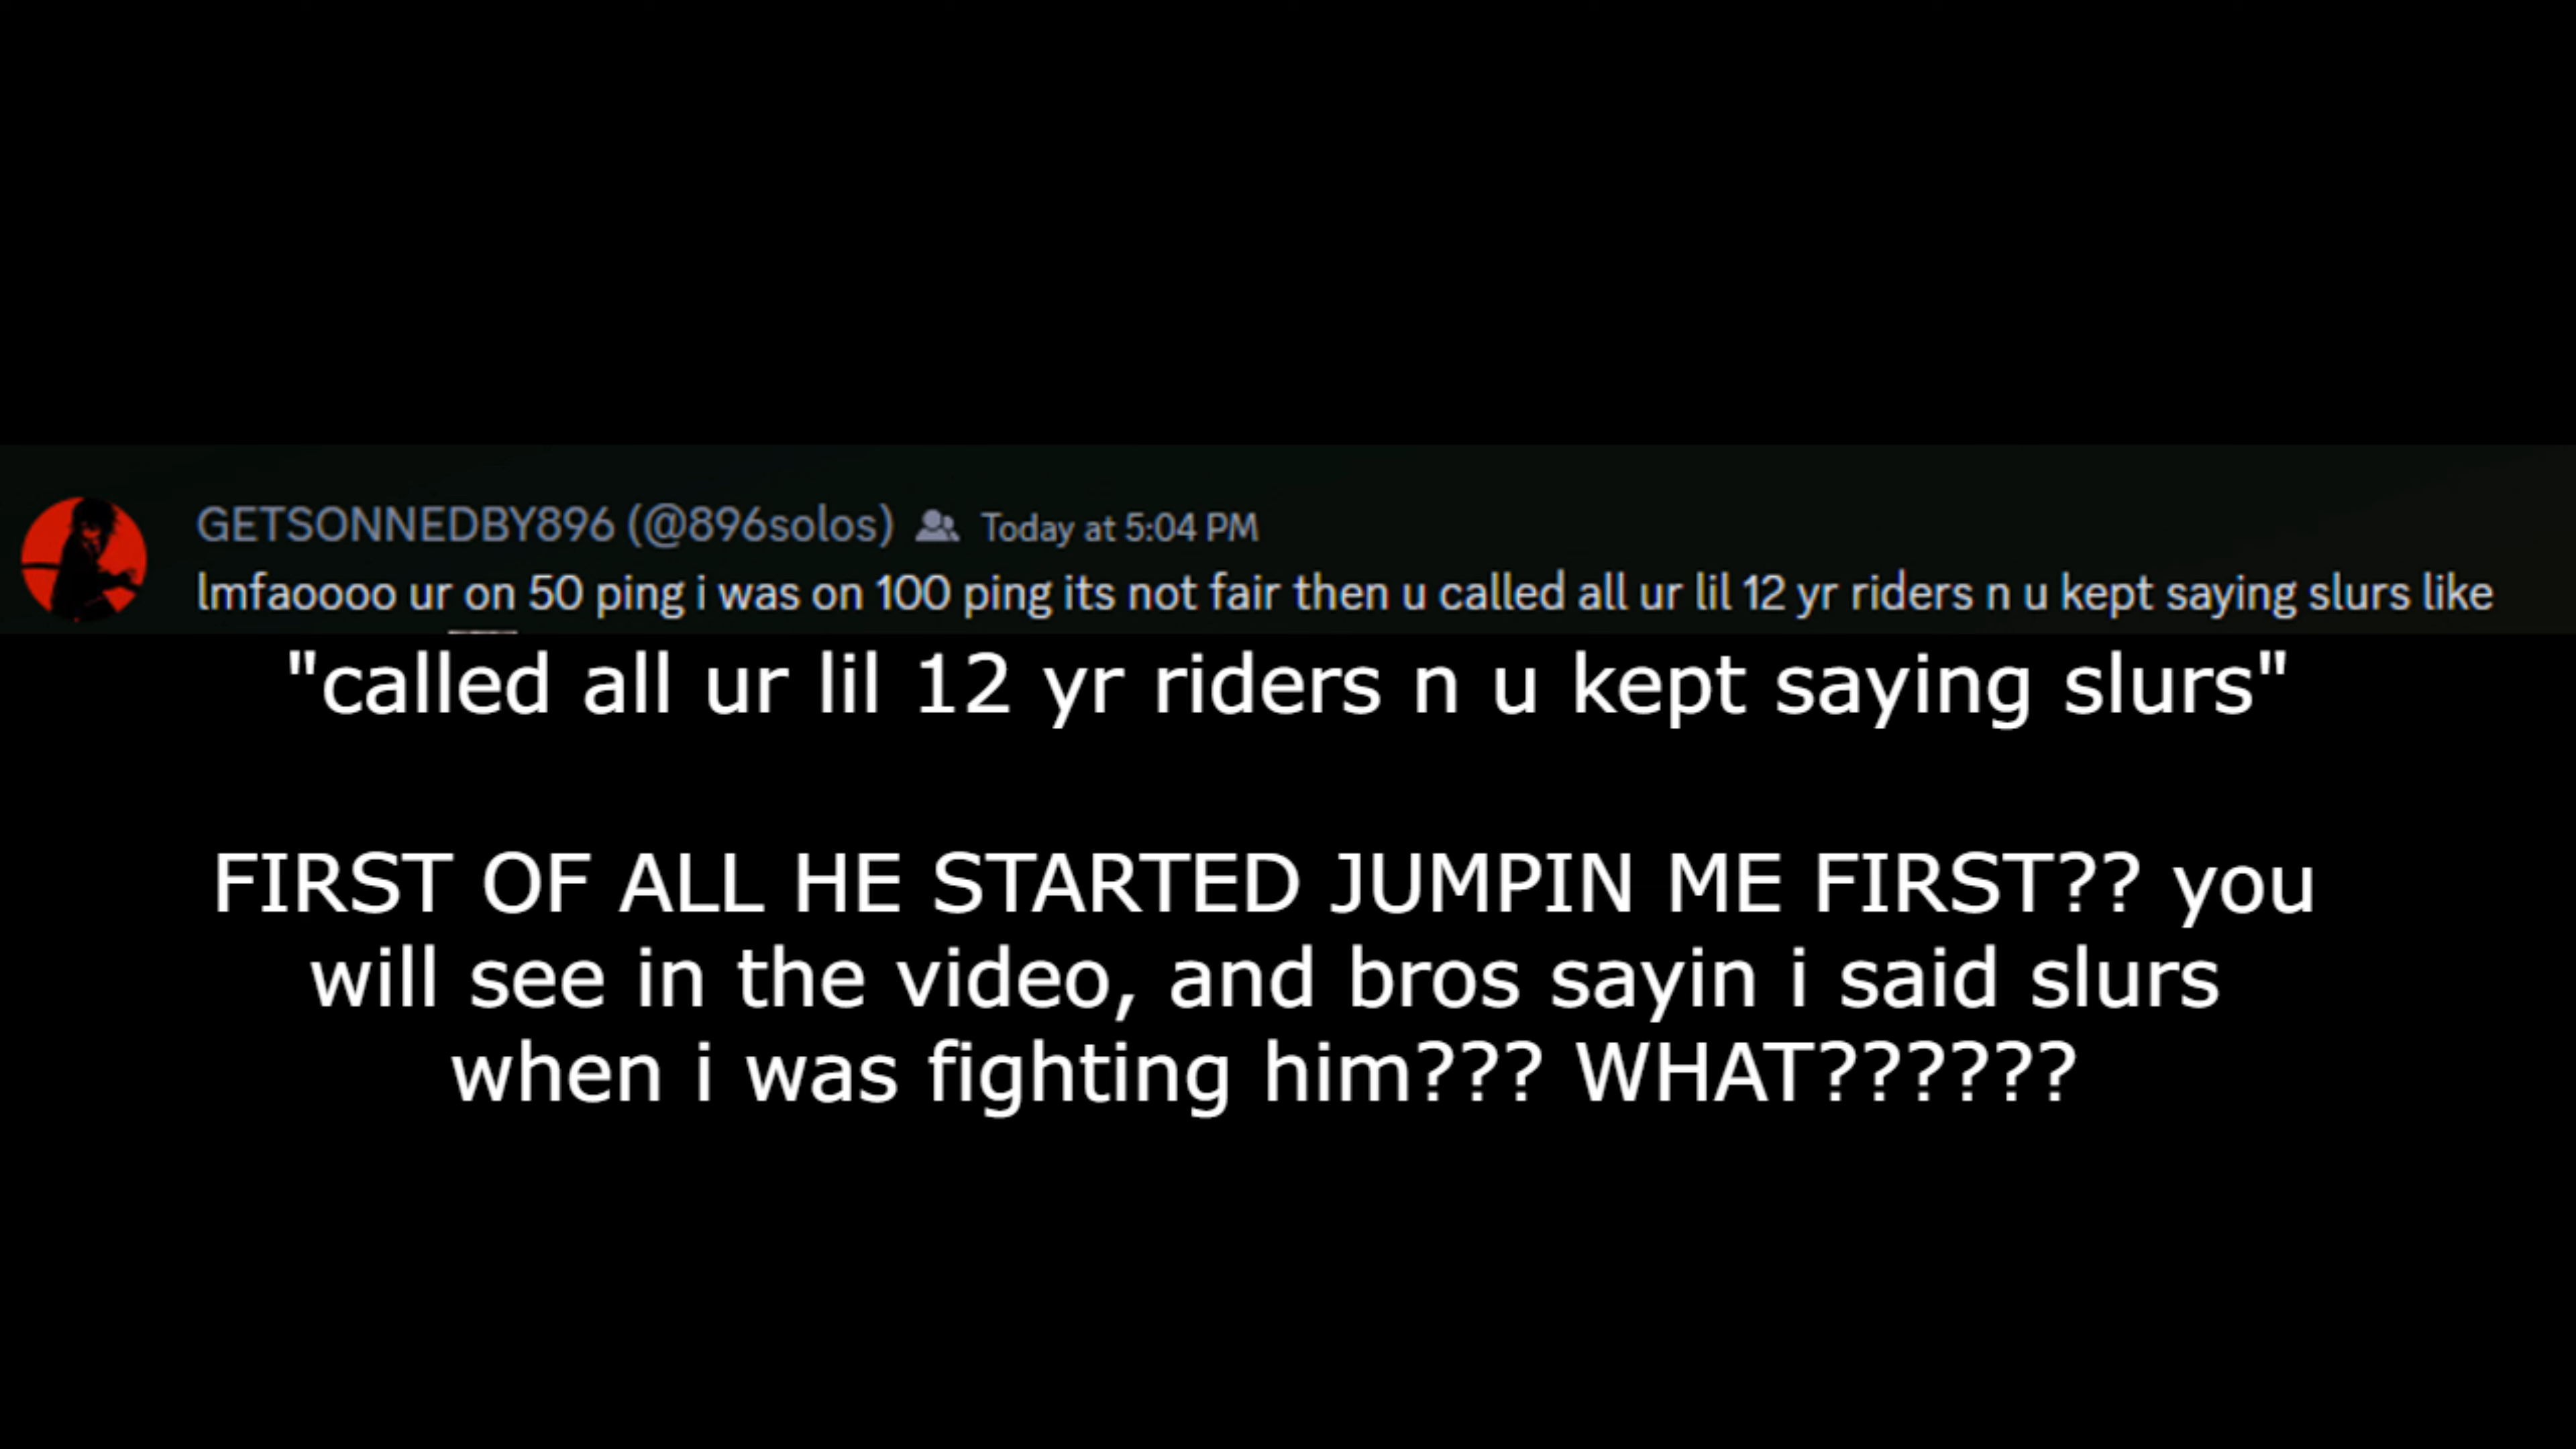 GETSONNEDBY896 (@896solos) Today at 5:04 PM
lmfaoooo ur on 50 ping i was on 100 ping its not fair then u called all ur lil 12 yr riders n u kept saying slurs like
"called all ur lil 12 yr riders n u kept saying slurs"
FIRST OF ALL HE STARTED JUMPIN ME FIRST?? you
will see in the video, and bros sayin i said slurs
when i was fighting him??? WHAT??????